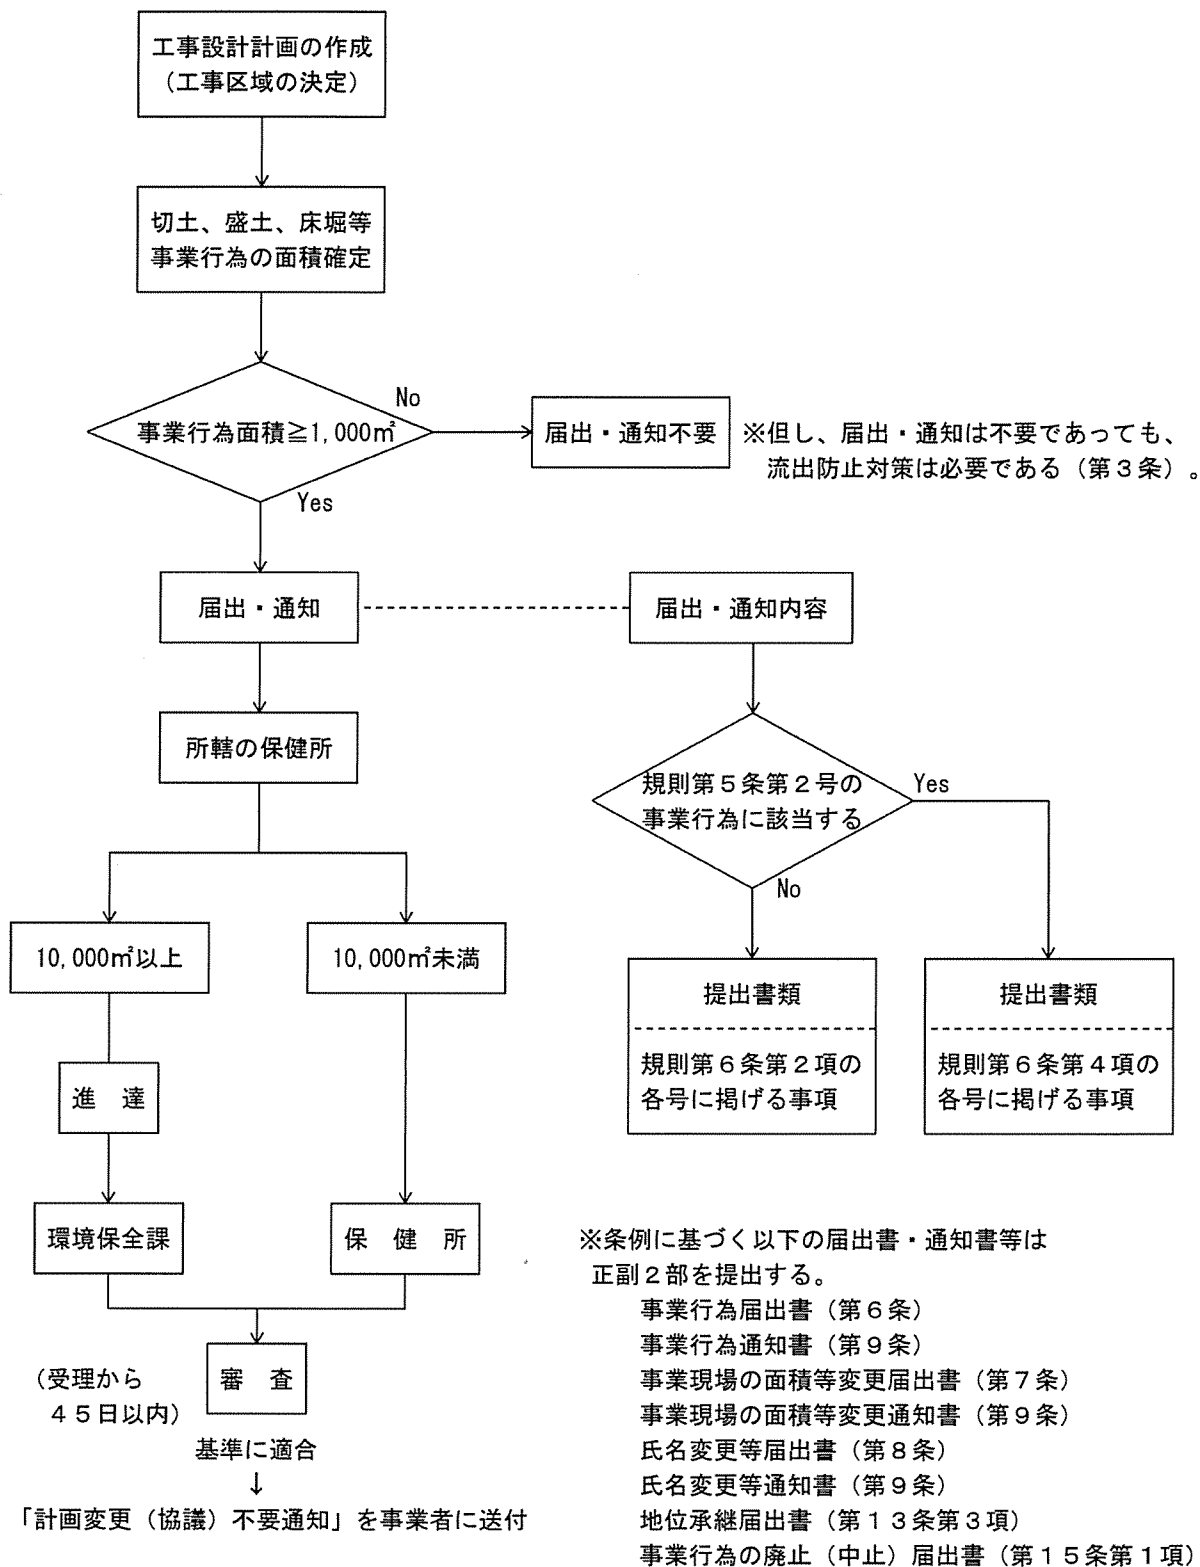 工事設計計画の作成
（工事区域の決定）
切土、盛土、床堀等
事業行為の面積確定
事業行為面積≧1,000㎡
No
Yes
届出・通知不要
※但し、届出・通知は不要であっても、
流出防止対策は必要である（第３条）。
届出・通知
届出・通知内容
所轄の保健所
規則第５条第２号の
事業行為に該当する
Yes
No
10,000㎡以上
10,000㎡未満
提出書類
規則第６条第２項の
各号に掲げる事項
提出書類
規則第６条第４項の
各号に掲げる事項
進　達
環境保全課
保　健　所
審　査
（受理から
４５日以内）
基準に適合
↓
「計画変更（協議）不要通知」を事業者に送付
※条例に基づく以下の届出書・通知書等は
正副２部を提出する。
事業行為届出書（第６条）
事業行為通知書（第９条）
事業現場の面積等変更届出書（第７条）
事業現場の面積等変更通知書（第９条）
氏名変更等届出書（第８条）
氏名変更等通知書（第９条）
地位承継届出書（第１３条第３項）
事業行為の廃止（中止）届出書（第１５条第１項）